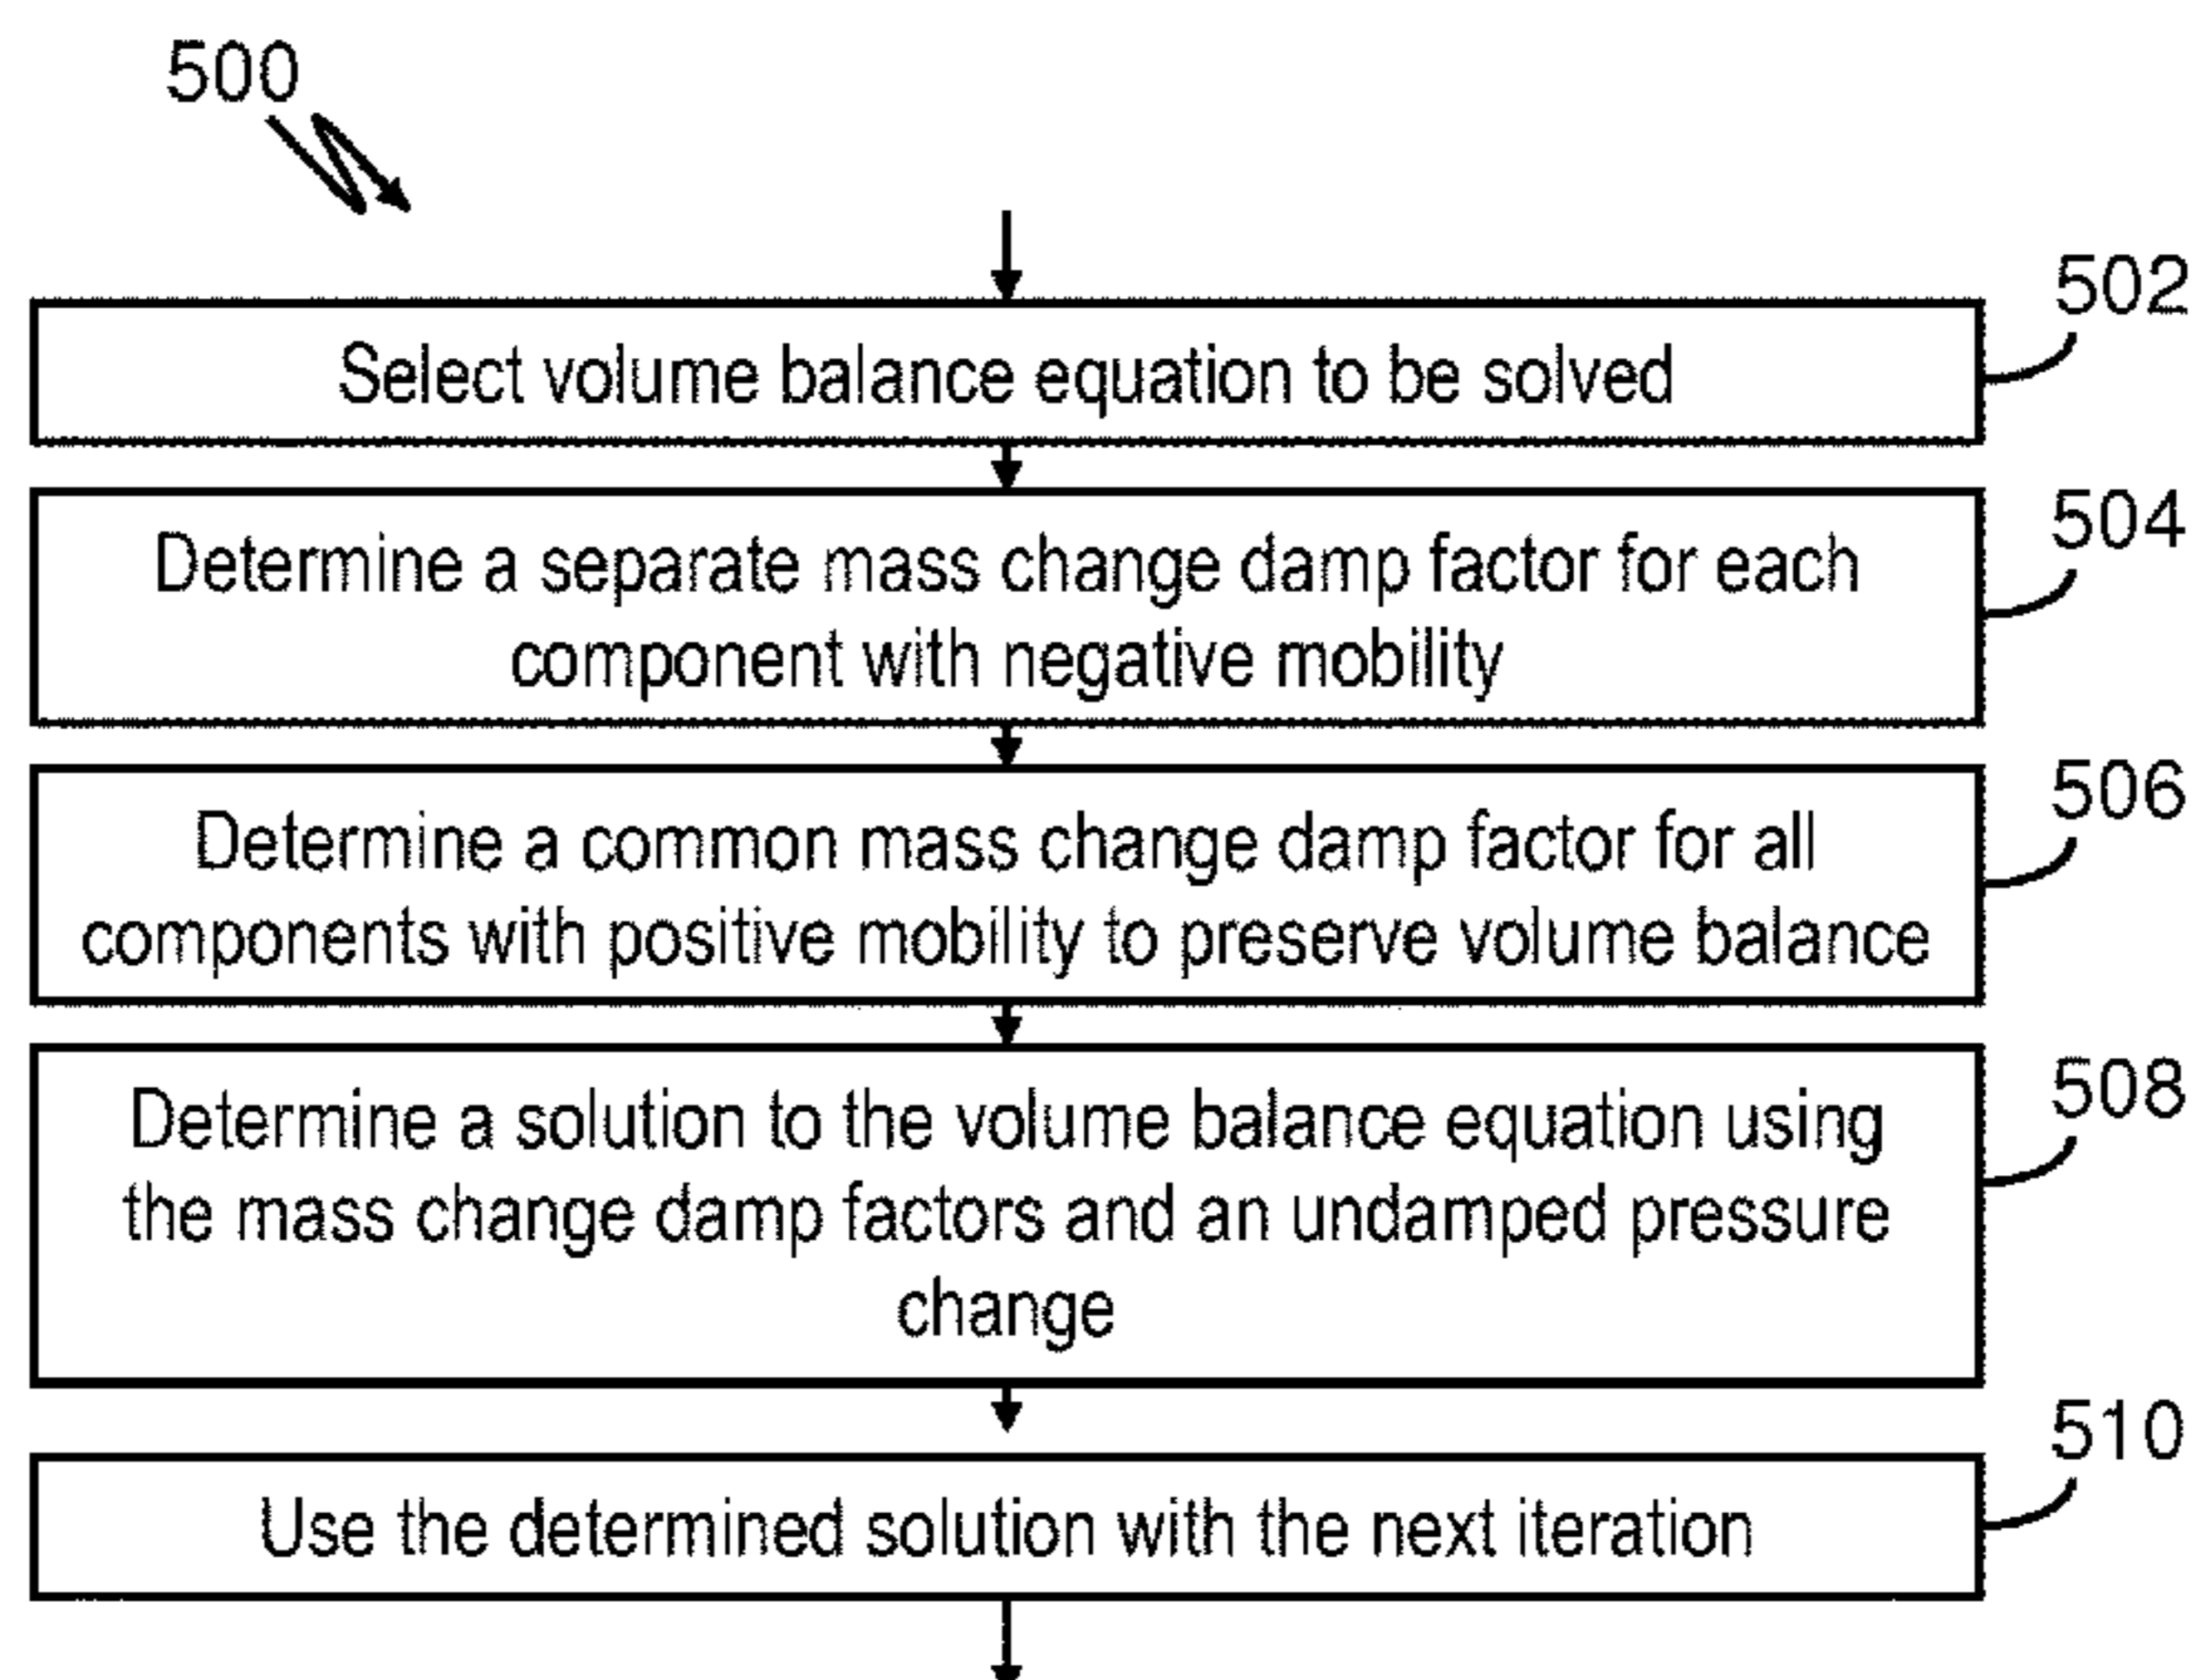 500
502
Select volume balance equation to be solved
504
Determine a separate mass change damp factor for each
component with negative mobility
506
Determine a common mass change damp factor for all
components with positive mobility to preserve volume balance
508
Determine a solution to the volume balance equation using
the mass change damp factors and an undamped pressure
change
510
Use the determined solution with the next iteration